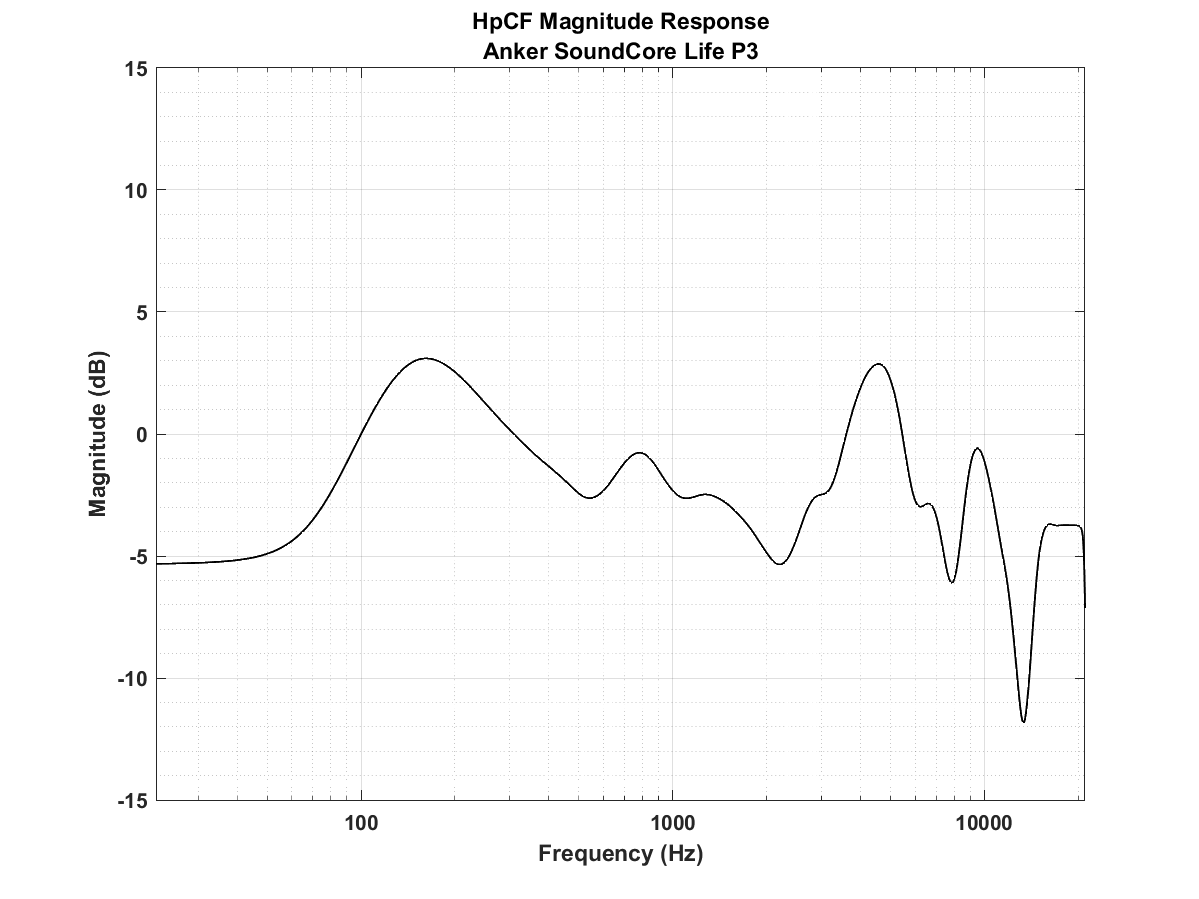 HpCF Magnitude Response
Anker SoundCore Life P3
15
10
5
0
-5
-10
-15
Magnitude (dB)
100
1000
10000
Frequency (Hz)